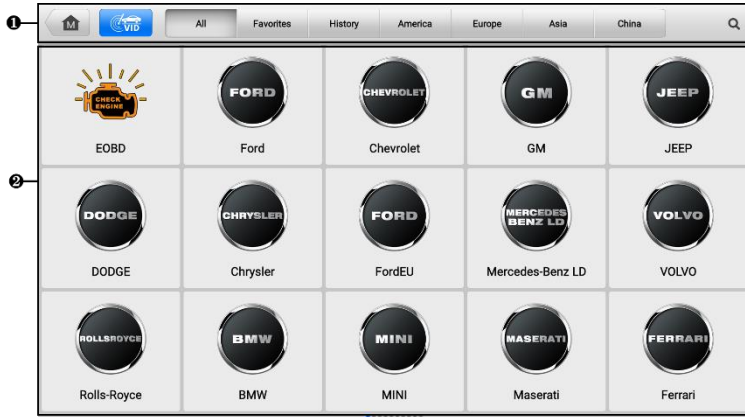 ❶
M
VID
All Favorites History America Europe Asia China
❷
CHECK ENGINE
FORD CHEVROLET GM JEEP
EOBD Ford Chevrolet GM JEEP
DODGE CHRYSLER FORD MERCEDES BENZ LD VOLVO
DODGE Chrysler FordEU Mercedes-Benz LD VOLVO
ROLLSROYCE BMW MINI MASERATI FERRARI
Rolls-Royce BMW MINI Maserati Ferrari